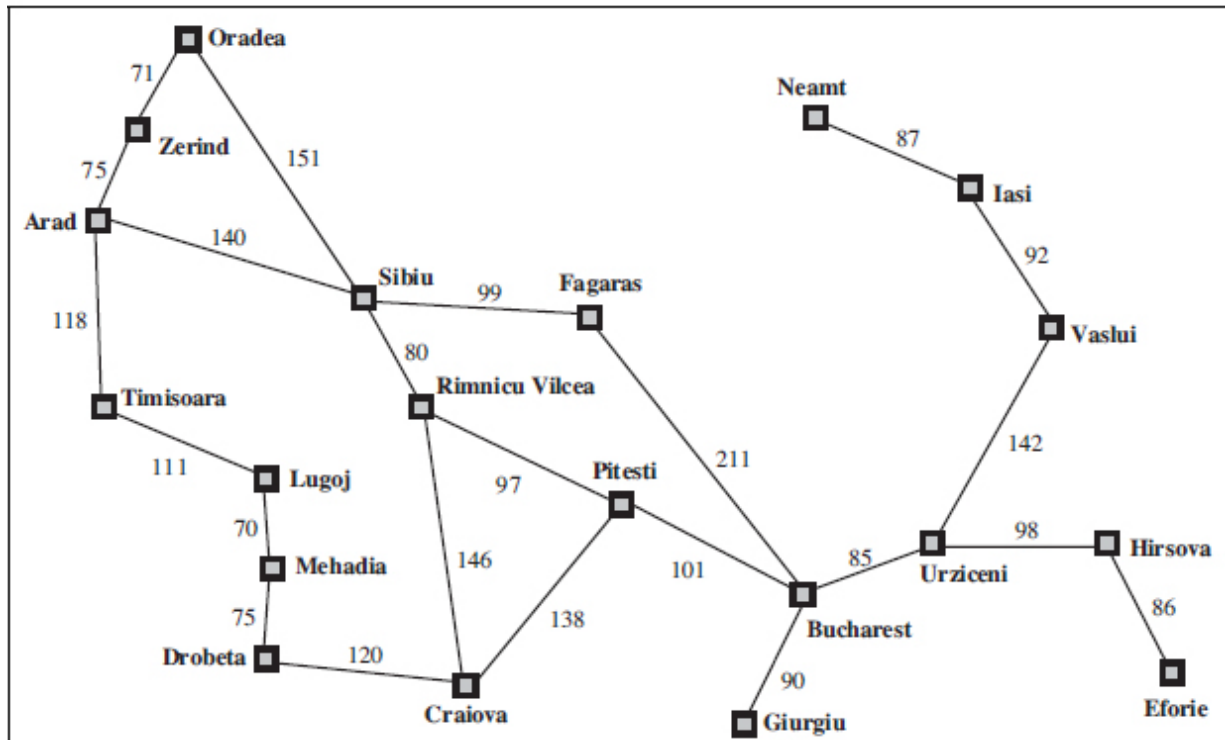 Oradea
71
Neamt
Zerind
87
75
151
Iasi
Arad
140
92
Sibiu
Fagaras
99
118
Vaslui
80
Timisoara
Rimnicu Vilcea
142
111
Lugoj
97
Pitesti
211
70
98
Hirsova
Mehadia
146
101
85
Urziceni
75
138
86
Bucharest
Drobeta
120
90
Craiova
Giurgiu
Eforie